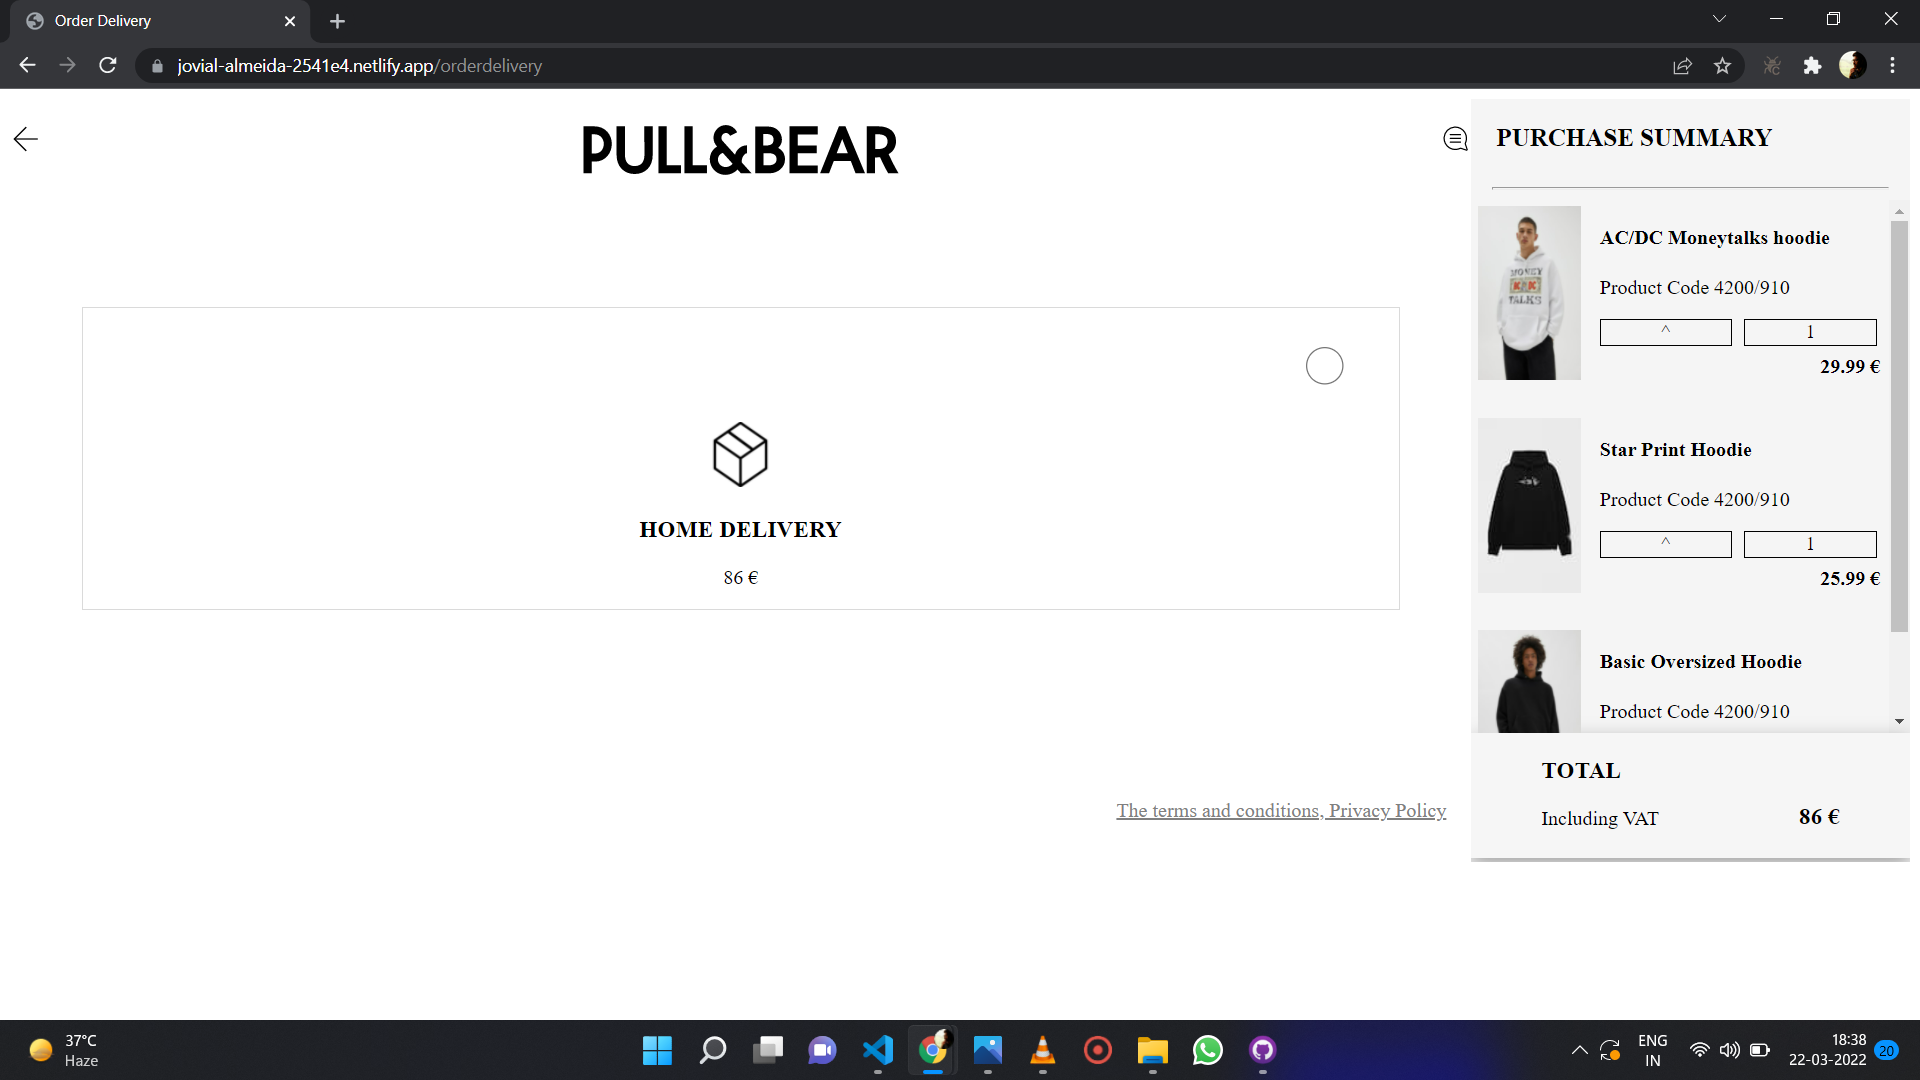 Order Delivery
jovial-almeida-2541e4.netlify.app/orderdelivery
PULL&BEAR
HOME DELIVERY
86 €
The terms and conditions, Privacy Policy
PURCHASE SUMMARY
MONEY
TALKS
AC/DC Moneytalks hoodie
Product Code 4200/910
^ 1
29.99 €
Star Print Hoodie
Product Code 4200/910
^ 1
25.99 €
Basic Oversized Hoodie
Product Code 4200/910
TOTAL
Including VAT 86 €
37°C
Haze
ENG
IN
18:38
22-03-2022
20